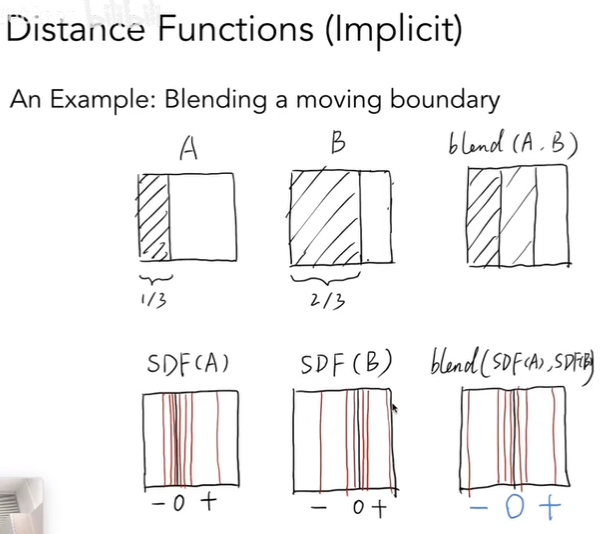 Distance Functions (Implicit)
An Example: Blending a moving boundary
A B blend (A.B)
1/3 2/3
SDF(A) SDF(B) blend(SDF(A),SDF(B))
- 0 + - 0 + - 0 +